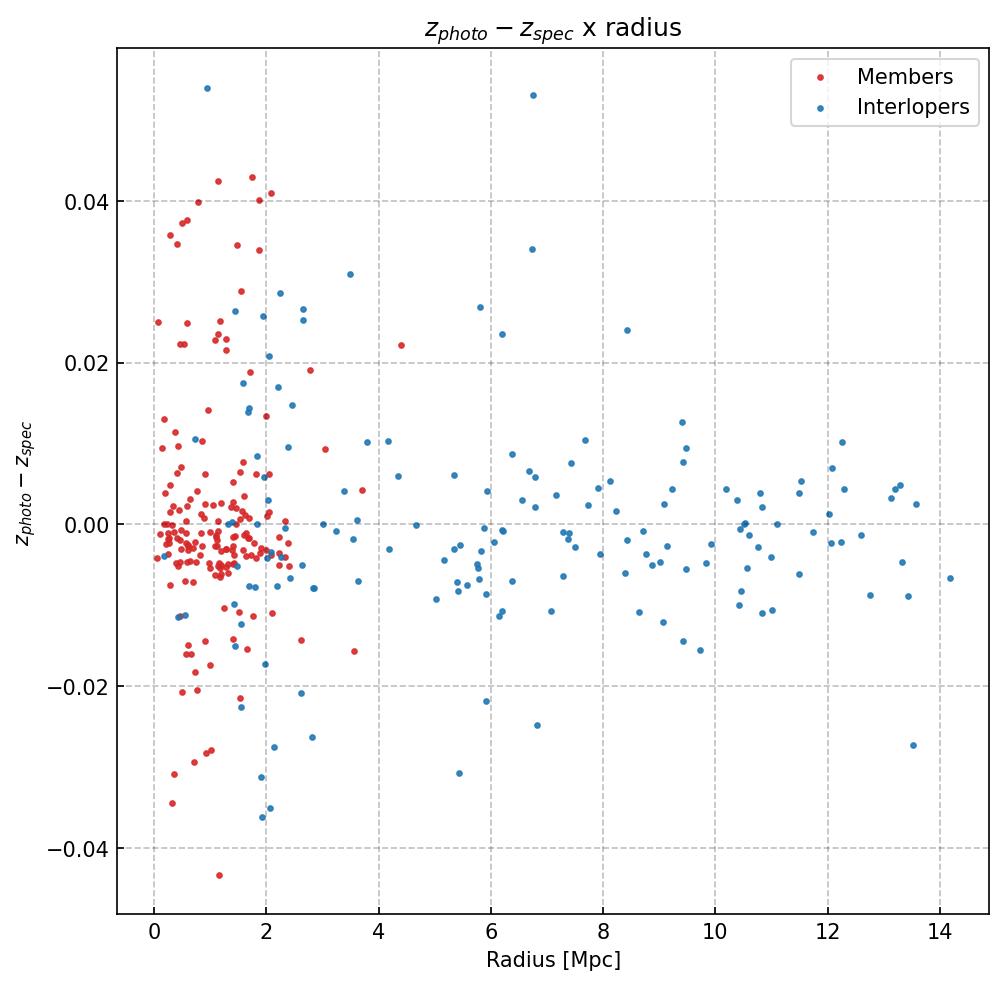 z_photo − z_spec x radius
Members
Interlopers
z_photo − z_spec
0.04
0.02
0.00
−0.02
−0.04
0 2 4 6 8 10 12 14
Radius [Mpc]